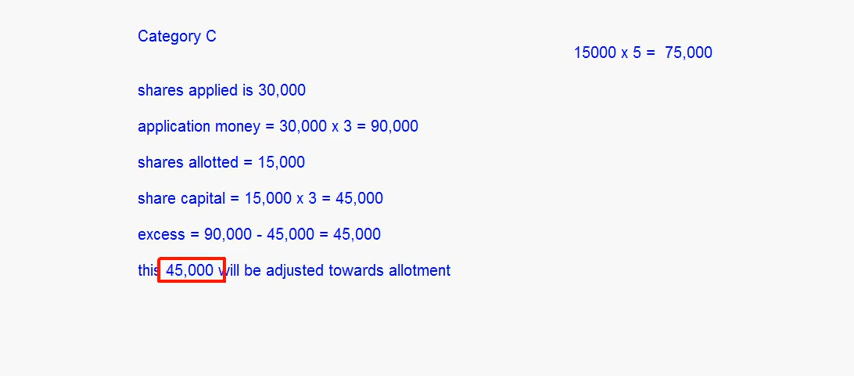 Category C
15000 x 5 = 75,000
shares applied is 30,000
application money = 30,000 x 3 = 90,000
shares allotted = 15,000
share capital = 15,000 x 3 = 45,000
excess = 90,000 - 45,000 = 45,000
this 45,000 will be adjusted towards allotment